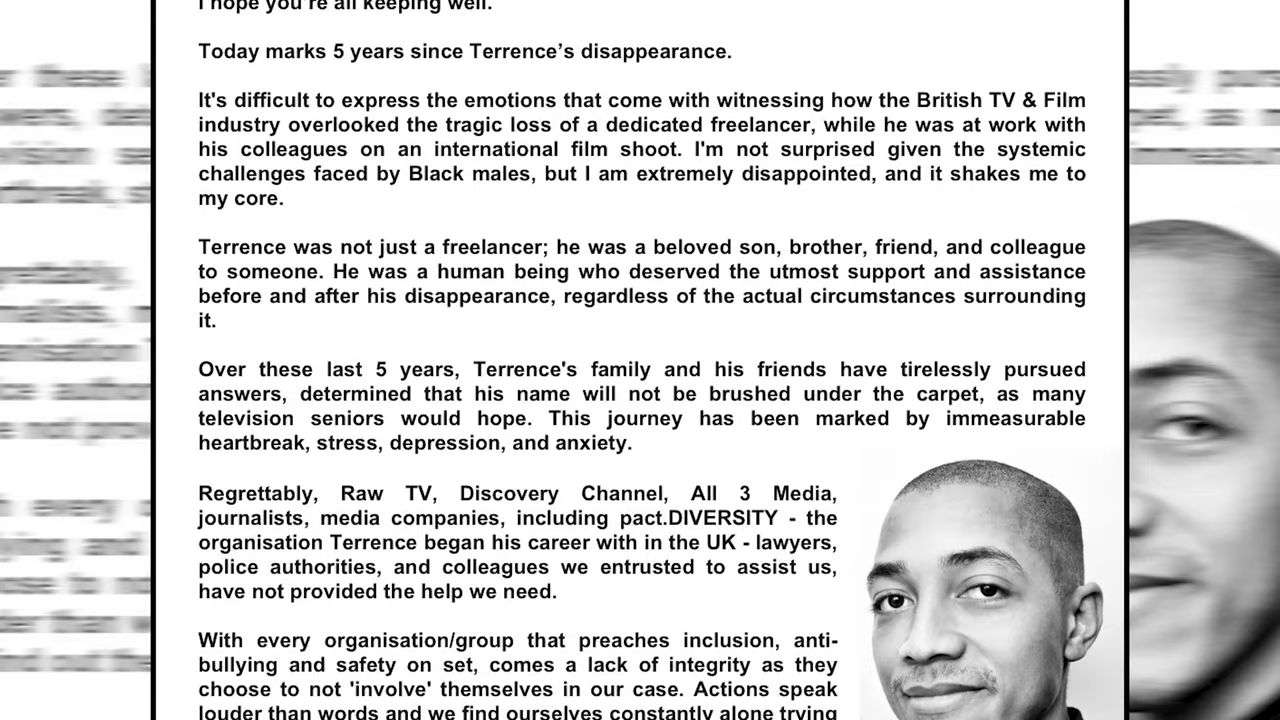 I hope you're all keeping well.
Today marks 5 years since Terrence's disappearance.
It's difficult to express the emotions that come with witnessing how the British TV & Film
industry overlooked the tragic loss of a dedicated freelancer, while he was at work with
his colleagues on an international film shoot. I'm not surprised given the systemic
challenges faced by Black males, but I am extremely disappointed, and it shakes me to
my core.
Terrence was not just a freelancer; he was a beloved son, brother, friend, and colleague
to someone. He was a human being who deserved the utmost support and assistance
before and after his disappearance, regardless of the actual circumstances surrounding
it.
Over these last 5 years, Terrence's family and his friends have tirelessly pursued
answers, determined that his name will not be brushed under the carpet, as many
television seniors would hope. This journey has been marked by immeasurable
heartbreak, stress, depression, and anxiety.
Regrettably, Raw TV, Discovery Channel, All 3 Media,
journalists, media companies, including pact.DIVERSITY - the
organisation Terrence began his career with in the UK - lawyers,
police authorities, and colleagues we entrusted to assist us,
have not provided the help we need.
With every organisation/group that preaches inclusion, anti-
bullying and safety on set, comes a lack of integrity as they
choose to not 'involve' themselves in our case. Actions speak
louder than words and we find ourselves constantly alone trying